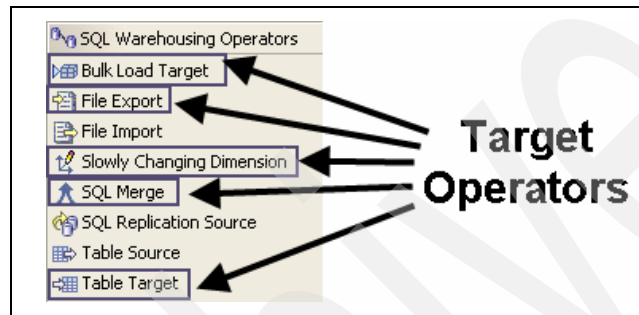 SQL Warehousing Operators
Bulk Load Target
File Export
File Import
Slowly Changing Dimension
SQL Merge
SQL Replication Source
Table Source
Table Target
Target
Operators